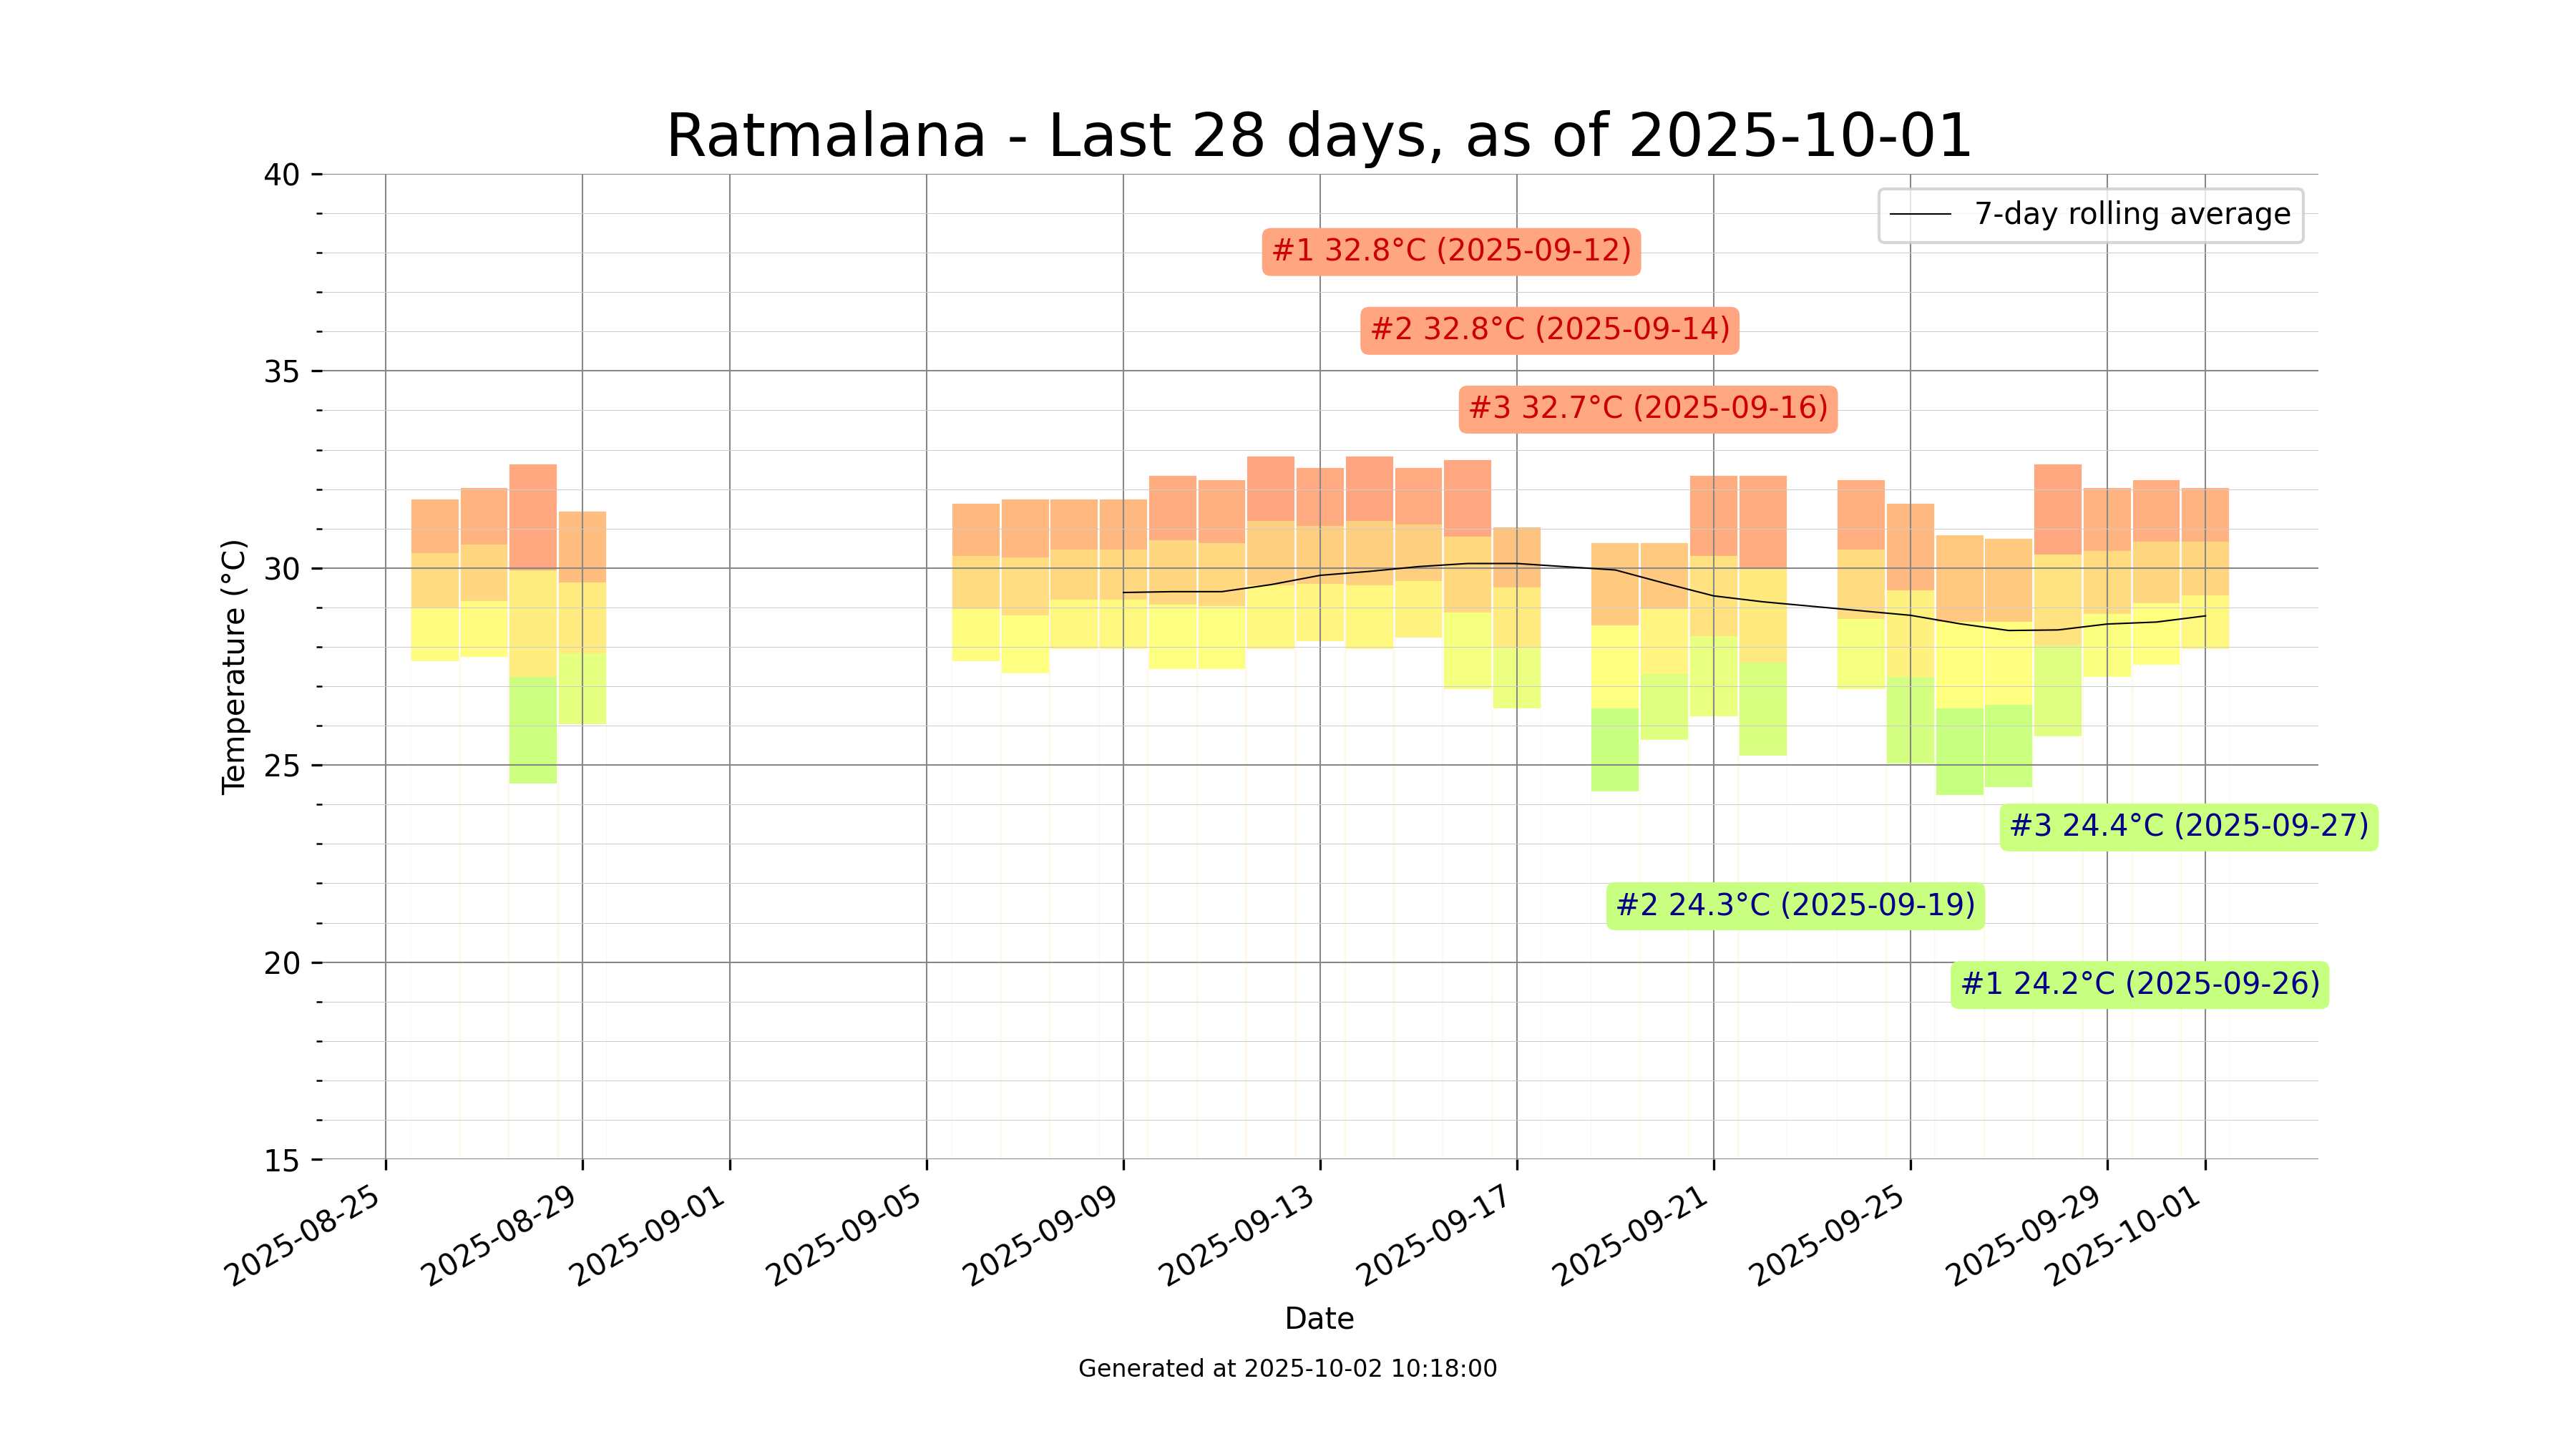 Ratmalana - Last 28 days, as of 2025-10-01
40
35
30
25
20
15
Temperature (°C)
7-day rolling average
#1 32.8°C (2025-09-12)
#2 32.8°C (2025-09-14)
#3 32.7°C (2025-09-16)
#3 24.4°C (2025-09-27)
#2 24.3°C (2025-09-19)
#1 24.2°C (2025-09-26)
2025-08-25
2025-08-29
2025-09-01
2025-09-05
2025-09-09
2025-09-13
2025-09-17
2025-09-21
2025-09-25
2025-09-29
2025-10-01
Date
Generated at 2025-10-02 10:18:00